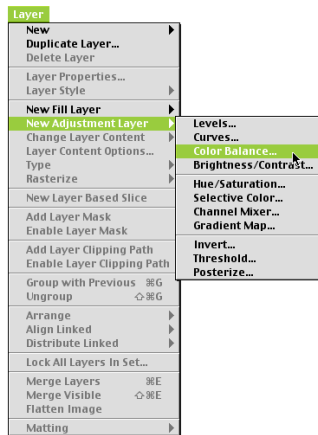 Layer
New
Duplicate Layer...
Delete Layer
Layer Properties...
Layer Style
New Fill Layer
New Adjustment Layer
Change Layer Content
Layer Content Options...
Type
Rasterize
New Layer Based Slice
Add Layer Mask
Enable Layer Mask
Add Layer Clipping Path
Enable Layer Clipping Path
Group with Previous ⌘G
Ungroup ⇧⌘G
Arrange
Align Linked
Distribute Linked
Lock All Layers In Set...
Merge Layers ⌘E
Merge Visible ⇧⌘E
Flatten Image
Matting
Levels...
Curves...
Color Balance...
Brightness/Contrast...
Hue/Saturation...
Selective Color...
Channel Mixer...
Gradient Map...
Invert...
Threshold...
Posterize...